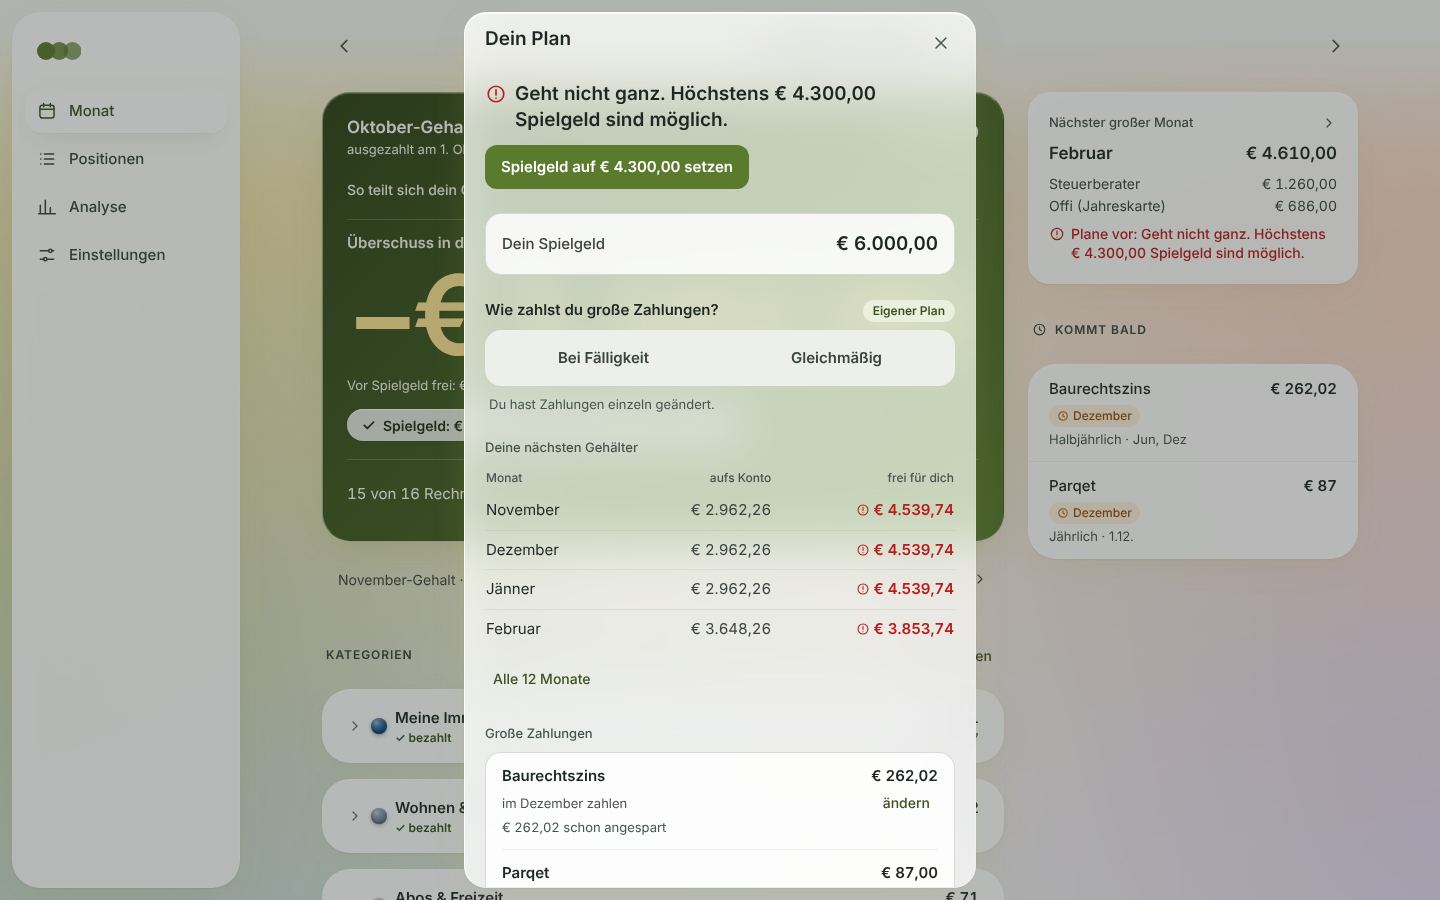 Monat
Positionen
Analyse
Einstellungen
Oktober-Geha
ausgezahlt am 1. O
So teilt sich dein
Überschuss in d
–€
Vor Spielgeld frei: €
Spielgeld: €
15 von 16 Rechn
November-Gehalt ·
KATEGORIEN
en
Meine Imm
bezahlt
Wohnen &
bezahlt
Abos & Freizeit
€ 71
Dein Plan
Geht nicht ganz. Höchstens € 4.300,00
Spielgeld sind möglich.
Spielgeld auf € 4.300,00 setzen
Dein Spielgeld € 6.000,00
Wie zahlst du große Zahlungen? Eigener Plan
Bei Fälligkeit Gleichmäßig
Du hast Zahlungen einzeln geändert.
Deine nächsten Gehälter
Monat aufs Konto frei für dich
November € 2.962,26 € 4.539,74
Dezember € 2.962,26 € 4.539,74
Jänner € 2.962,26 € 4.539,74
Februar € 3.648,26 € 3.853,74
Alle 12 Monate
Große Zahlungen
Baurechtszins € 262,02
im Dezember zahlen ändern
€ 262,02 schon angespart
Parqet € 87,00
Nächster großer Monat
Februar € 4.610,00
Steuerberater € 1.260,00
Offi (Jahreskarte) € 686,00
Plane vor: Geht nicht ganz. Höchstens
€ 4.300,00 Spielgeld sind möglich.
KOMMT BALD
Baurechtszins € 262,02
Dezember
Halbjährlich · Jun, Dez
Parqet € 87
Dezember
Jährlich · 1.12.